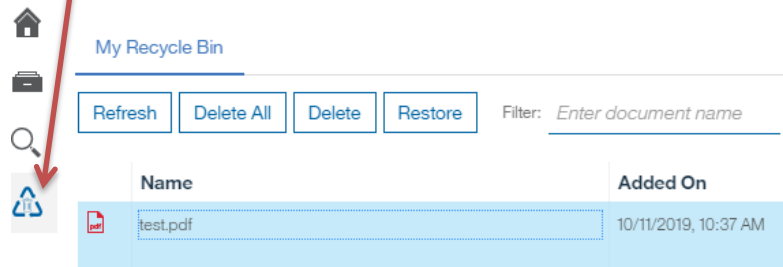 My Recycle Bin
Refresh Delete All Delete Restore Filter: Enter document name
Name Added On
pdf test.pdf 10/11/2019, 10:37 AM